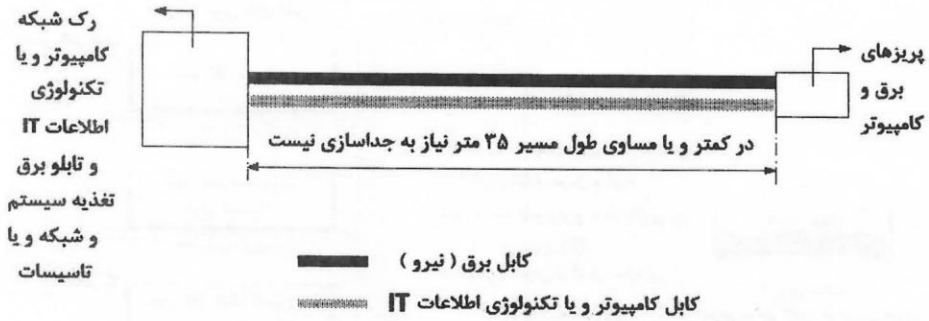 رک شبکه
کامپیوتر و یا
تکنولوژی
اطلاعات IT
و تابلو برق
تغذیه سیستم
و شبکه و یا
تاسیسات
پریزهای
برق و
کامپیوتر
در کمتر و یا مساوی طول مسیر ۳۵ متر نیاز به جداسازی نیست
کابل برق ( نیرو )
کابل کامپیوتر و یا تکنولوژی اطلاعات IT